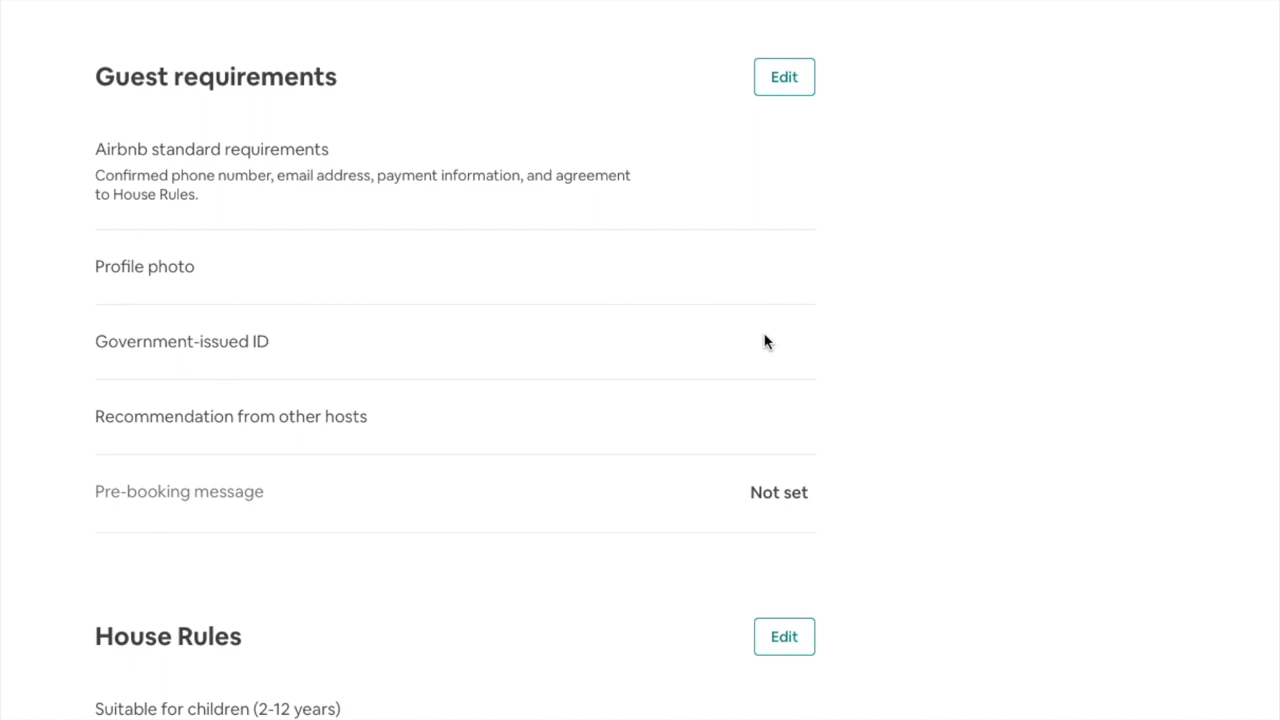 Guest requirements
Edit
Airbnb standard requirements
Confirmed phone number, email address, payment information, and agreement
to House Rules.
Profile photo
Government-issued ID
Recommendation from other hosts
Pre-booking message
Not set
House Rules
Edit
Suitable for children (2-12 years)